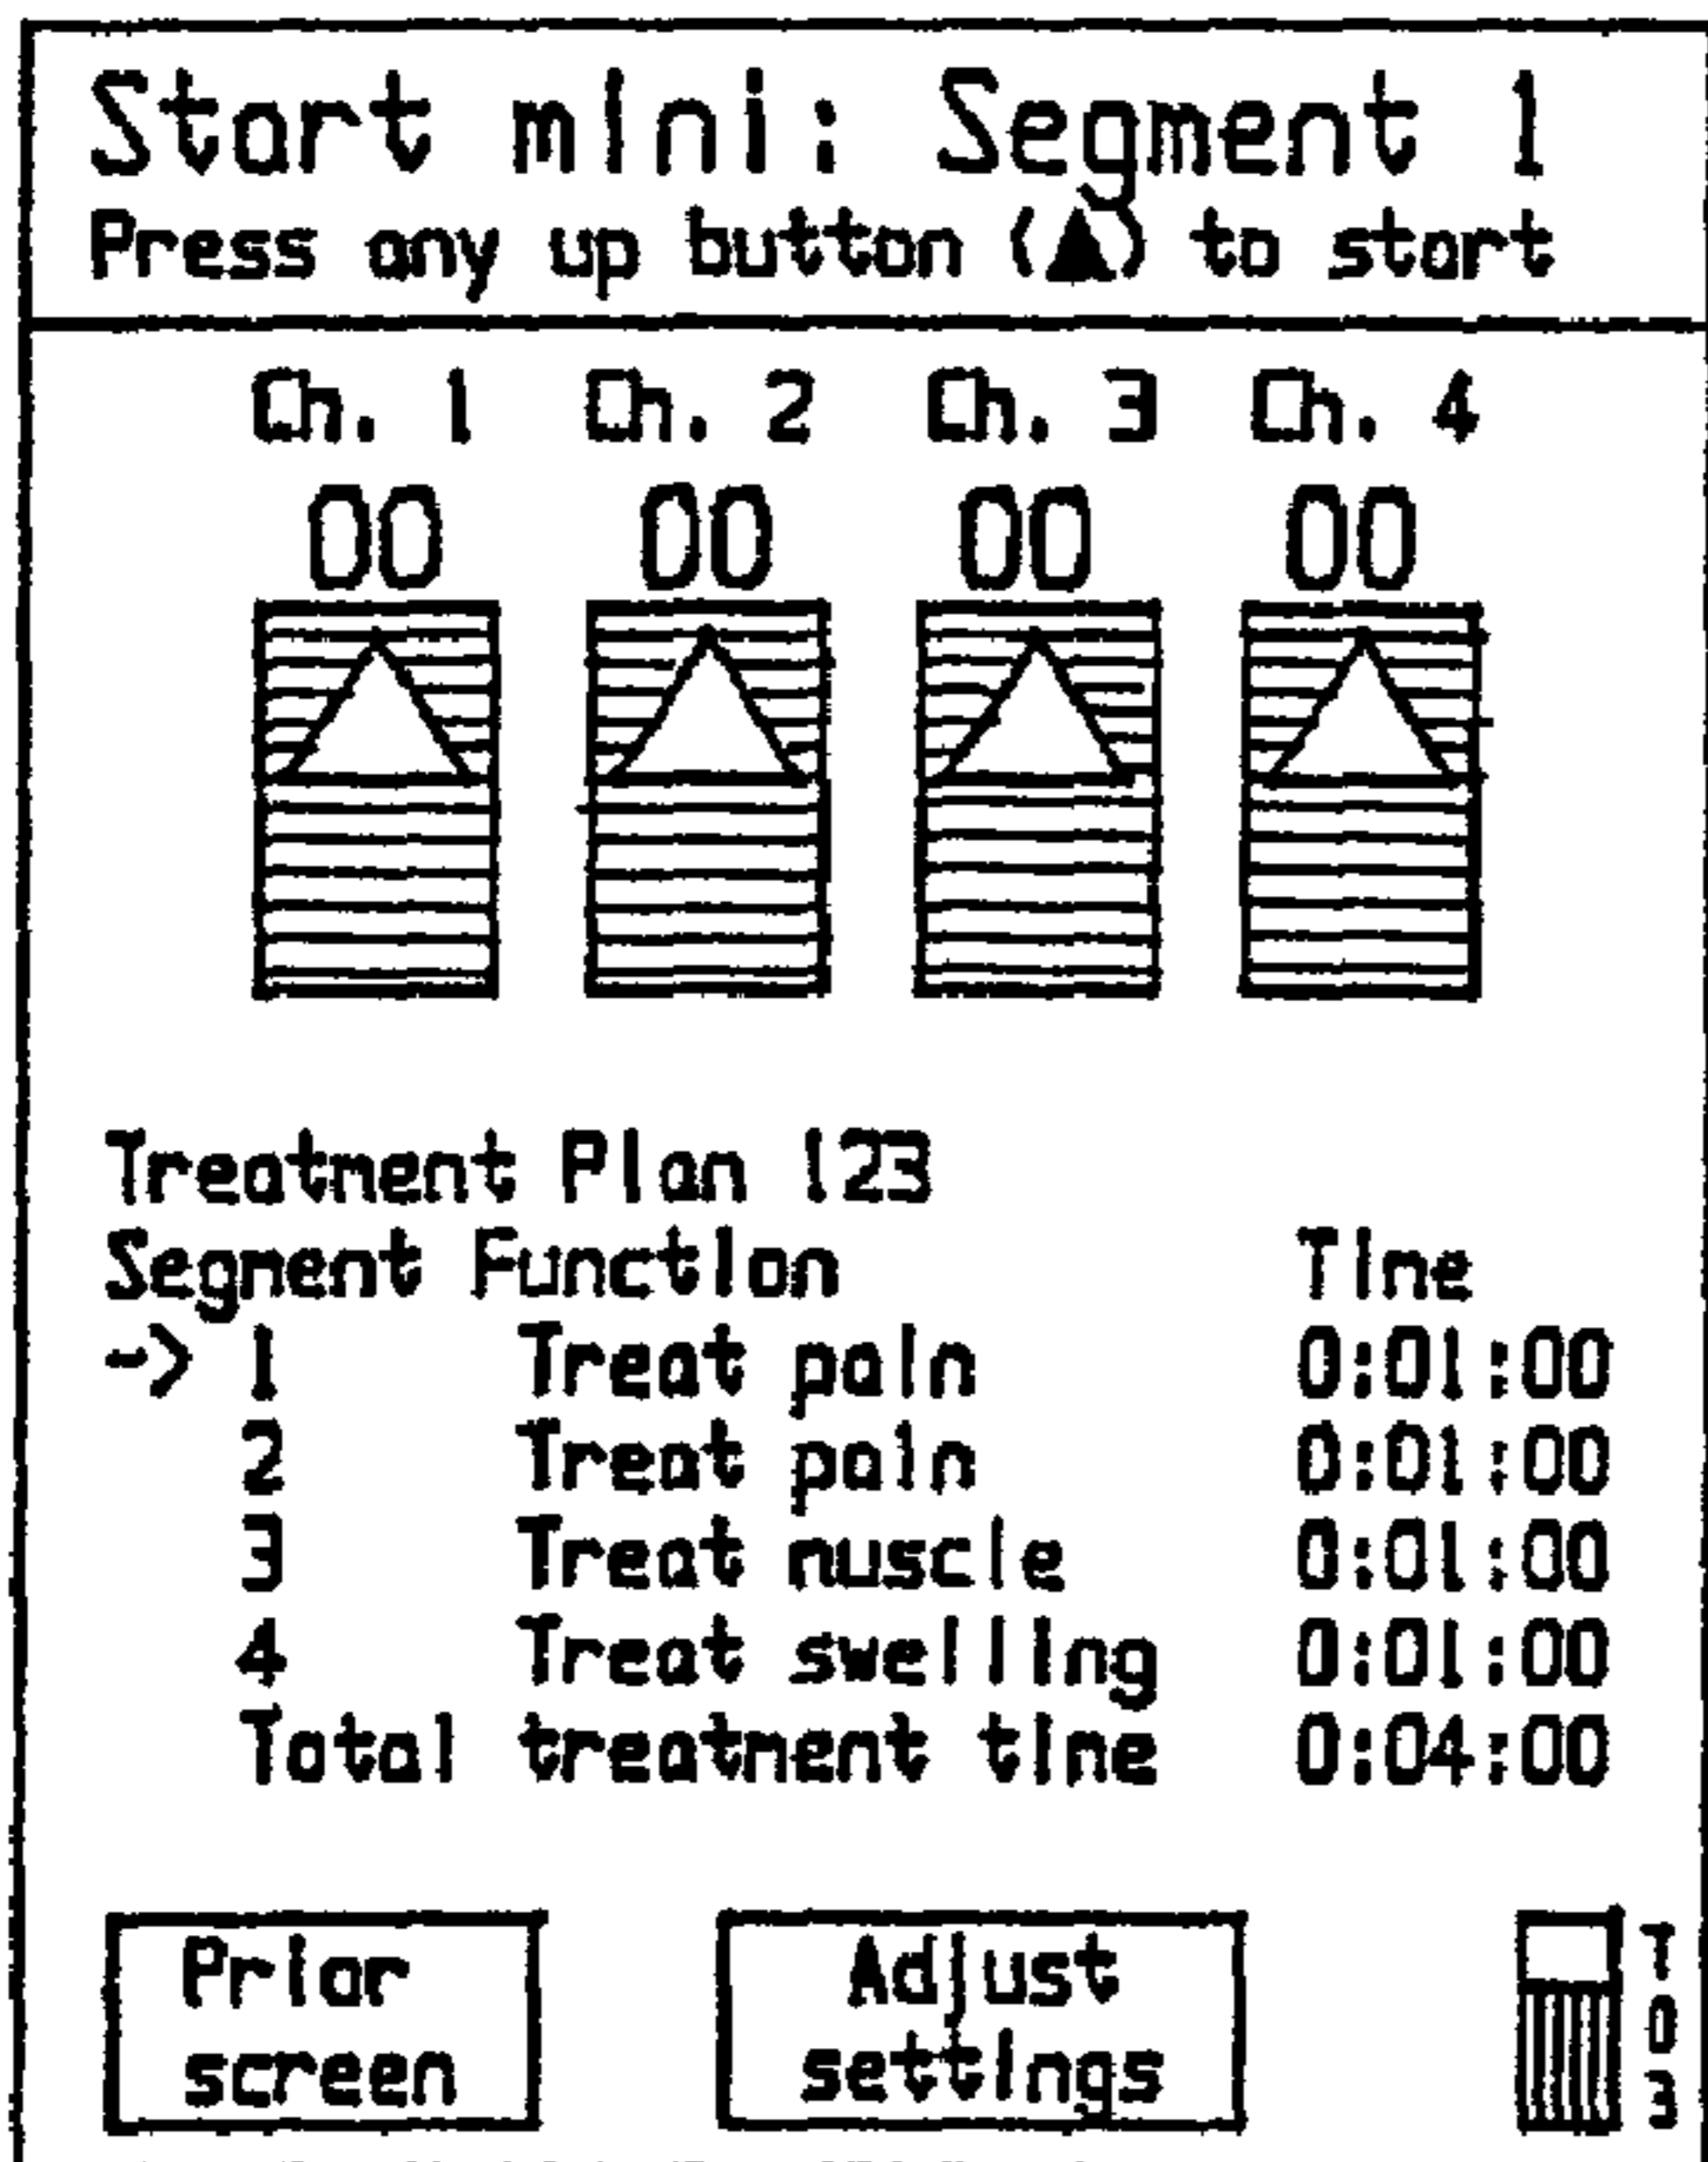 Start mini: Segment 1
Press any up button (▲) to start
Ch. 1 Ch. 2 Ch. 3 Ch. 4
00 00 00 00
Treatment Plan 123
Segment Function Time
-> 1 Treat pain 0:01:00
2 Treat pain 0:01:00
3 Treat muscle 0:01:00
4 Treat swelling 0:01:00
Total treatment time 0:04:00
Prior
screen
Adjust
settings
T03